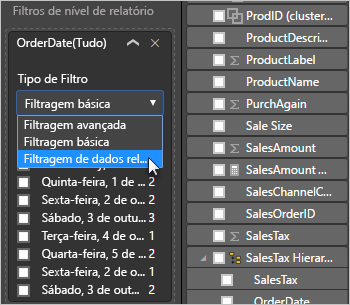 Filtros de nível de relatório
OrderDate(Tudo)
Tipo de Filtro
Filtragem básica
Filtragem avançada
Filtragem básica
Filtragem de dados rel...
Quinta-feira, 1 de ... 2
Sexta-feira, 2 de o... 2
Sábado, 3 de outu... 3
Terça-feira, 4 de o... 1
Quarta-feira, 5 de ... 2
Sexta-feira, 2 de o... 1
Sábado, 3 de outu... 2
ProdID (cluster...
ProductDescri...
ProductLabel
ProductName
PurchAgain
Sale Size
SalesAmount
SalesAmount ...
SalesChannelC...
SalesOrderID
SalesTax
SalesTax Hierar...
SalesTax
OrderDate